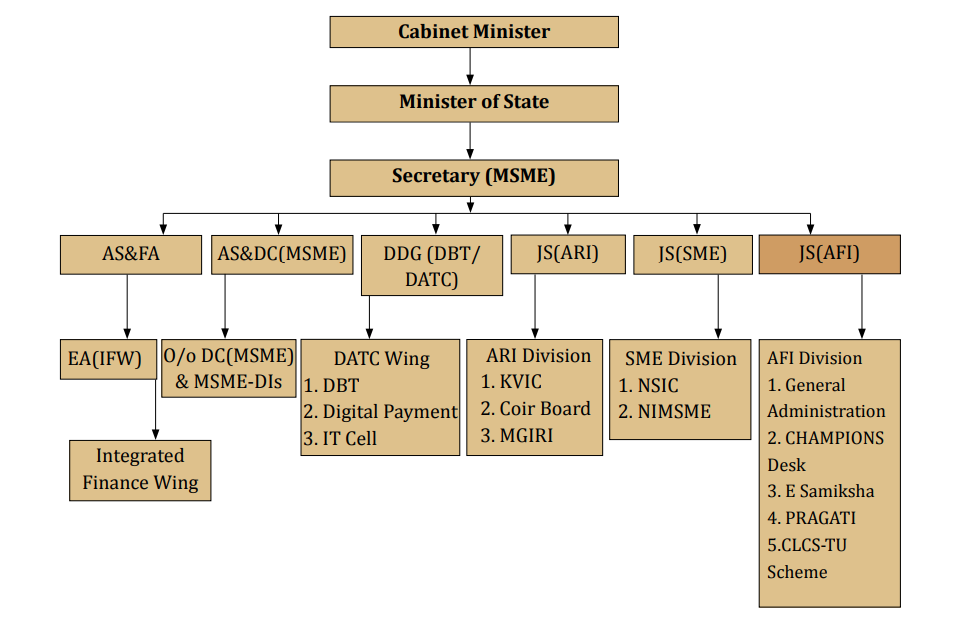 Cabinet Minister
Minister of State
Secretary (MSME)
AS&FA
AS&DC(MSME)
DDG (DBT/
DATC)
JS(ARI)
JS(SME)
JS(AFI)
EA(IFW)
O/o DC(MSME)
& MSME-DIs
DATC Wing
1. DBT
2. Digital Payment
3. IT Cell
ARI Division
1. KVIC
2. Coir Board
3. MGIRI
SME Division
1. NSIC
2. NIMSME
AFI Division
1. General
Administration
2. CHAMPIONS
Desk
3. E Samiksha
4. PRAGATI
5.CLCS-TU
Scheme
Integrated
Finance Wing